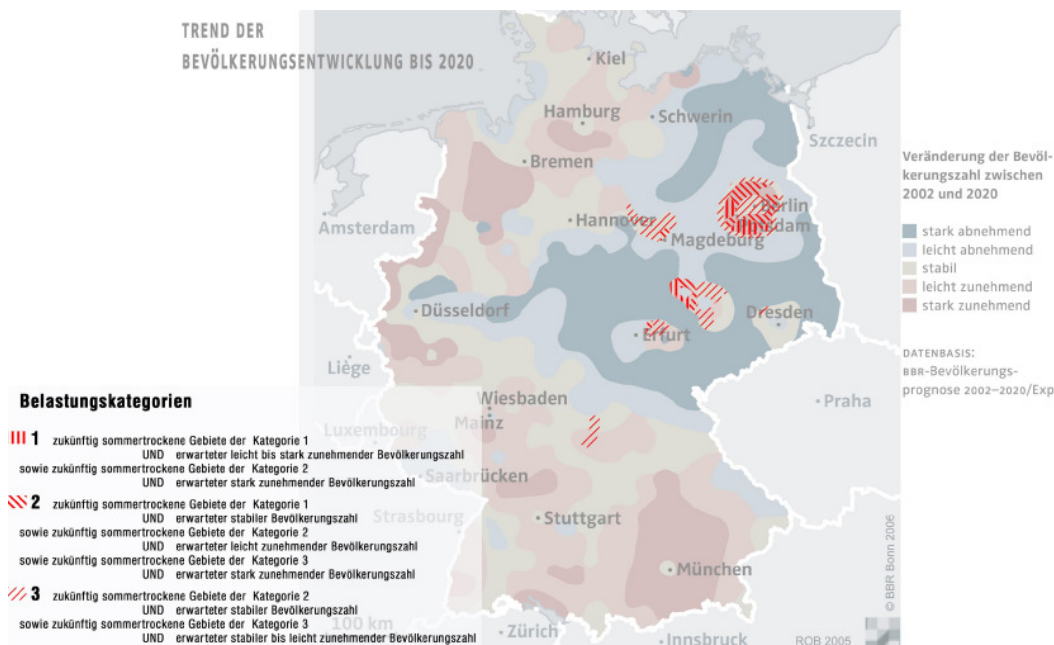 TREND DER
BEVÖLKERUNGSENTWICKLUNG BIS 2020
Kiel
Hamburg
Schwerin
Szczecin
Bremen
Amsterdam
Hannover
Berlin
Magdeburg
Düsseldorf
Dresden
Erfurt
Liège
Wiesbaden
Mainz
Luxembourg
Praha
Saarbrücken
Strasbourg
Stuttgart
München
Zürich
Innsbruck
100 km
ROB 2005
© BBR Bonn 2006
Veränderung der Bevöl-
kerungszahl zwischen
2002 und 2020
stark abnehmend
leicht abnehmend
stabil
leicht zunehmend
stark zunehmend
DATENBASIS:
BBR-Bevölkerungs-
prognose 2002–2020/Exp
Belastungskategorien
1 zukünftig sommertrockene Gebiete der Kategorie 1
UND erwarteter leicht bis stark zunehmender Bevölkerungszahl
sowie zukünftig sommertrockene Gebiete der Kategorie 2
UND erwarteter stark zunehmender Bevölkerungszahl
2 zukünftig sommertrockene Gebiete der Kategorie 1
UND erwarteter stabiler Bevölkerungszahl
sowie zukünftig sommertrockene Gebiete der Kategorie 2
UND erwarteter leicht zunehmender Bevölkerungszahl
sowie zukünftig sommertrockene Gebiete der Kategorie 3
UND erwarteter stark zunehmender Bevölkerungszahl
3 zukünftig sommertrockene Gebiete der Kategorie 2
UND erwarteter stabiler Bevölkerungszahl
sowie zukünftig sommertrockene Gebiete der Kategorie 3
UND erwarteter stabiler bis leicht zunehmender Bevölkerungszahl